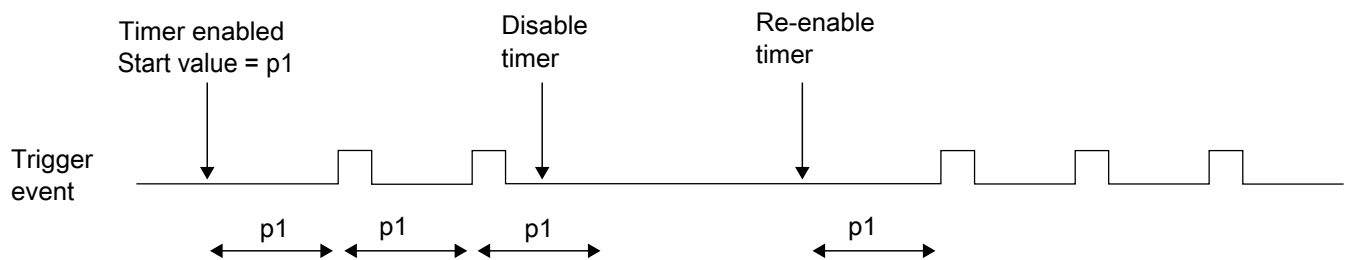 Timer enabled
Start value = p1
Disable
timer
Re-enable
timer
Trigger
event
p1
p1
p1
p1